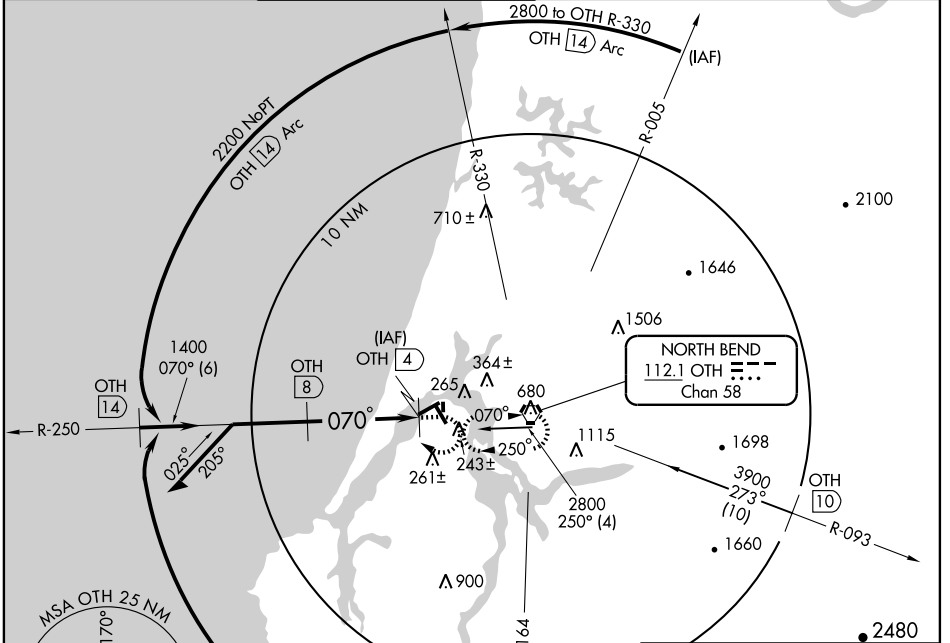 2800 to OTH R-330
OTH 14 Arc
(IAF)
2200 NoPT
OTH 14 Arc
R-005
R-330
2100
10 NM
710 ±
1646
1506
NORTH BEND
112.1 OTH
Chan 58
(IAF)
OTH 4
364 ±
265
680
1400
070° (6)
OTH
8
OTH
14
070°
070°
R-250
250°
1115
1698
025°
205°
261±
243±
3900
273°
(10)
OTH
10
2800
250° (4)
R-093
1660
900
MSA OTH 25 NM
170°
164
2480